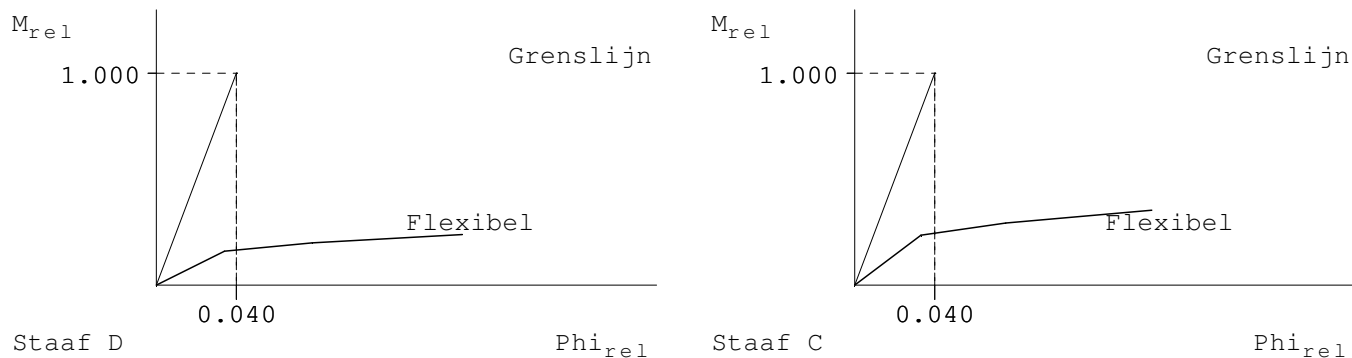 M_rel
Grenslijn
1.000
Flexibel
0.040
Staaf D
Phi_rel
M_rel
Grenslijn
1.000
Flexibel
0.040
Staaf C
Phi_rel